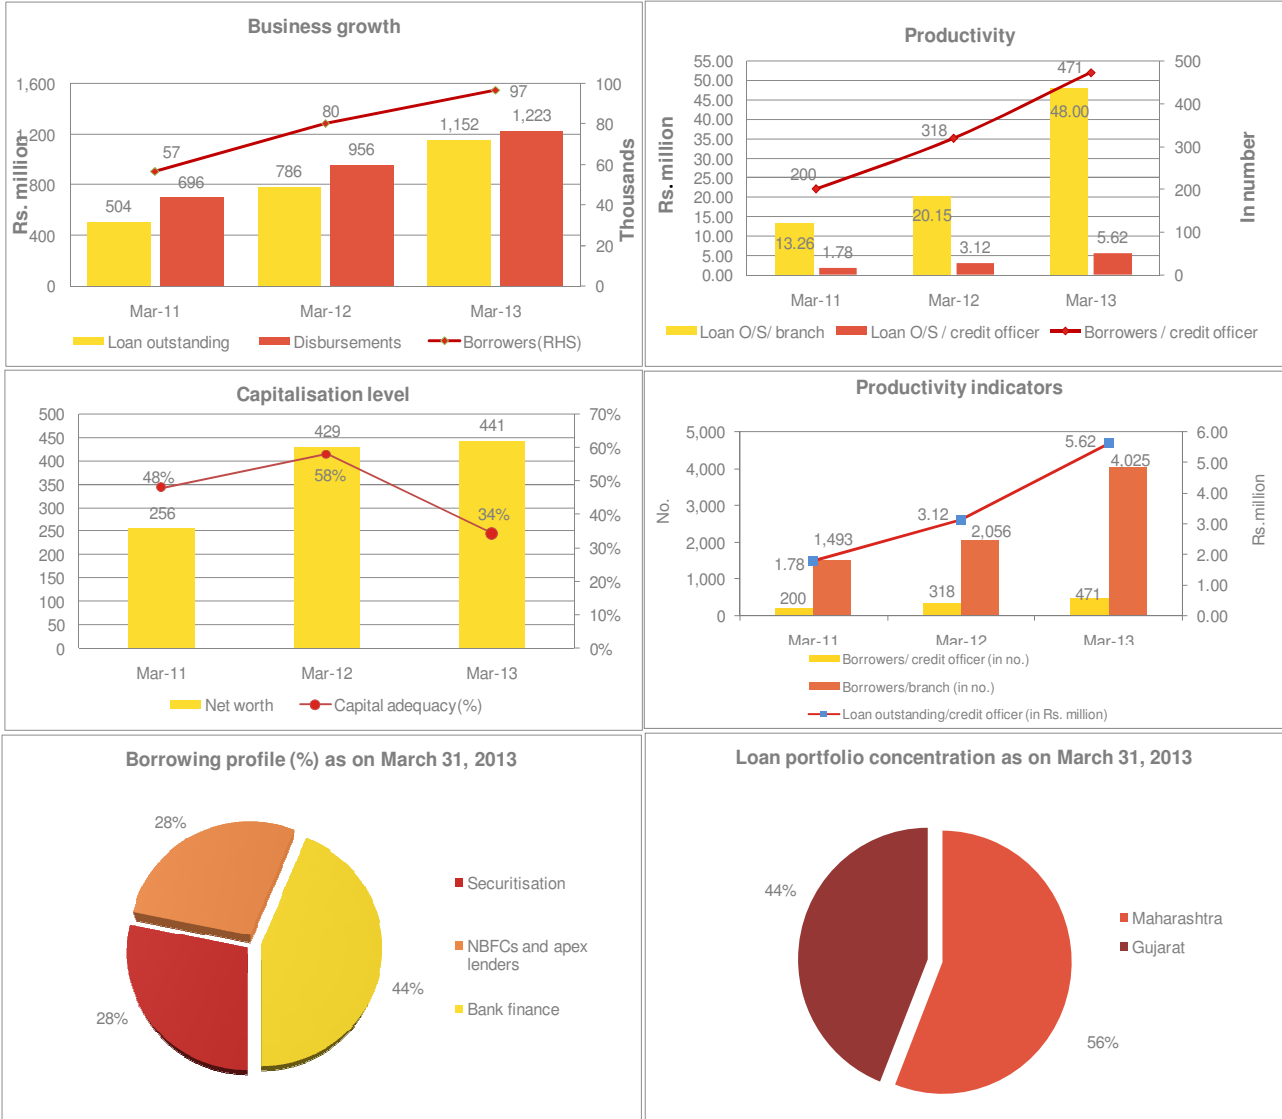 Business growth
Rs. million
1,600
1200
800
400
0
100
80
60
40
20
0
Thousands
57
80
97
504
696
786
956
1,152
1,223
Mar-11
Mar-12
Mar-13
Loan outstanding
Disbursements
Borrowers(RHS)
Productivity
Rs. million
55.00
50.00
45.00
40.00
35.00
30.00
25.00
20.00
15.00
10.00
5.00
0.00
500
400
300
200
100
0
In number
200
318
471
13.26
1.78
20.15
3.12
48.00
5.62
Mar-11
Mar-12
Mar-13
Loan O/S/ branch
Loan O/S / credit officer
Borrowers / credit officer
Capitalisation level
500
450
400
350
300
250
200
150
100
50
0
70%
60%
50%
40%
30%
20%
10%
0%
48%
256
429
58%
441
34%
Mar-11
Mar-12
Mar-13
Net worth
Capital adequacy(%)
Productivity indicators
No.
5,000
4,000
3,000
2,000
1,000
0
6.00
5.00
4.00
3.00
2.00
1.00
0.00
Rs.million
1.78
1,493
200
3.12
2,056
318
5.62
4,025
471
Mar-11
Mar-12
Mar-13
Borrowers/ credit officer (in no.)
Borrowers/branch (in no.)
Loan outstanding/credit officer (in Rs. million)
Borrowing profile (%) as on March 31, 2013
28%
28%
44%
Securitisation
NBFCs and apex
lenders
Bank finance
Loan portfolio concentration as on March 31, 2013
44%
56%
Maharashtra
Gujarat